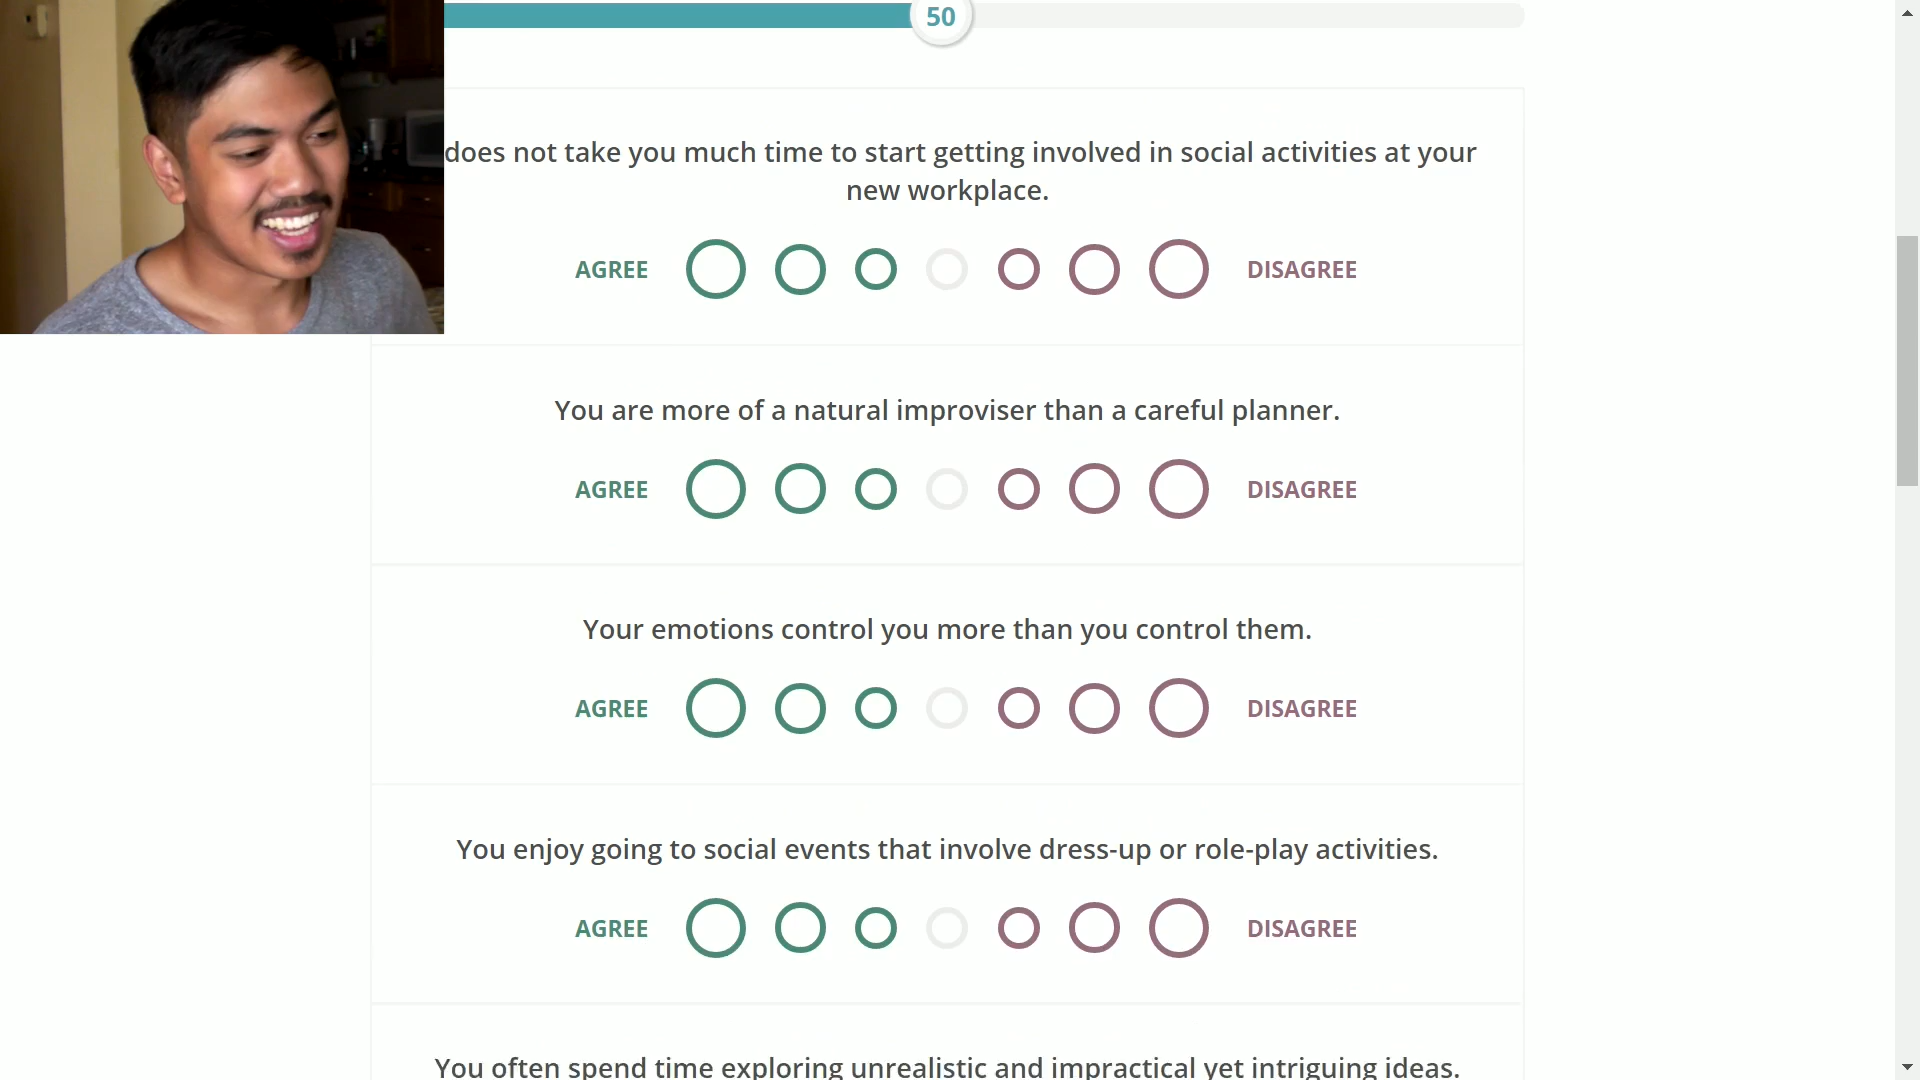 50
does not take you much time to start getting involved in social activities at your
new workplace.
AGREE DISAGREE
You are more of a natural improviser than a careful planner.
AGREE DISAGREE
Your emotions control you more than you control them.
AGREE DISAGREE
You enjoy going to social events that involve dress-up or role-play activities.
AGREE DISAGREE
You often spend time exploring unrealistic and impractical yet intriguing ideas.